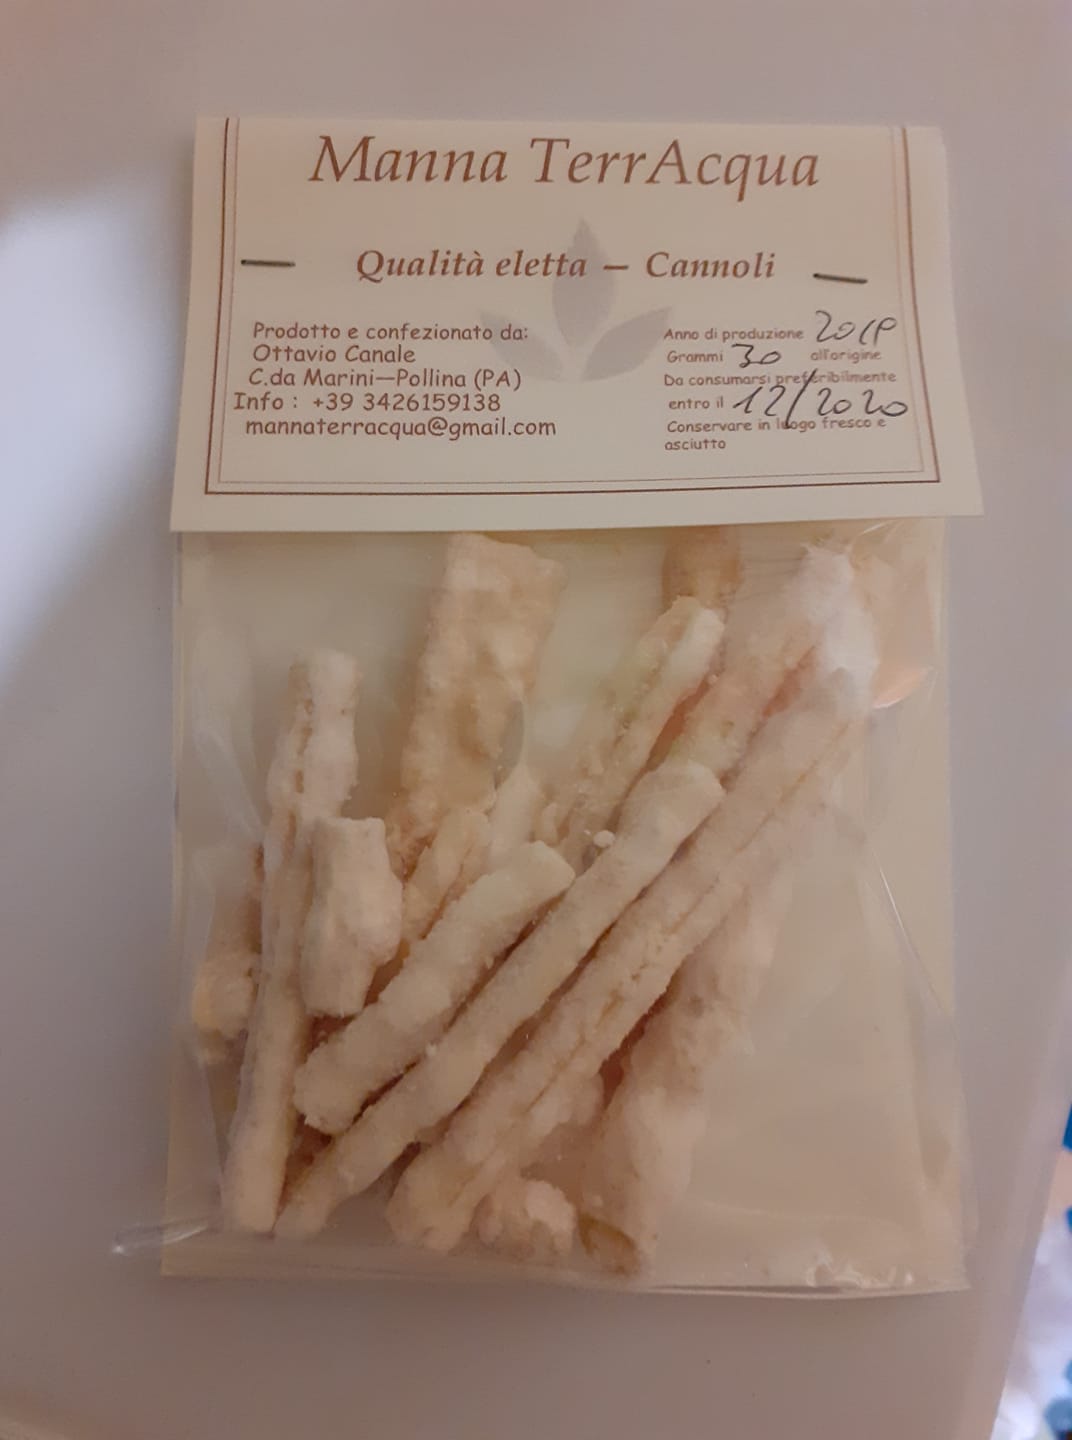 Manna TerrAcqua
Qualità eletta – Cannoli
Prodotto e confezionato da:
Ottavio Canale
C.da Marini—Pollina (PA)
Info : +39 3426159138
mannaterracqua@gmail.com
Anno di produzione
Grammi 30 all'origine
Da consumarsi preferibilmente
entro il 12/2020
Conservare in luogo fresco e
asciutto